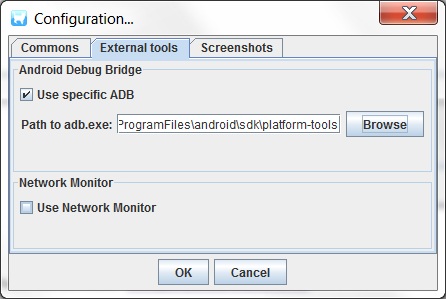 Configuration...
Commons External tools Screenshots
Android Debug Bridge
Use specific ADB
Path to adb.exe: ProgramFiles\android\sdk\platform-tools Browse
Network Monitor
Use Network Monitor
OK Cancel